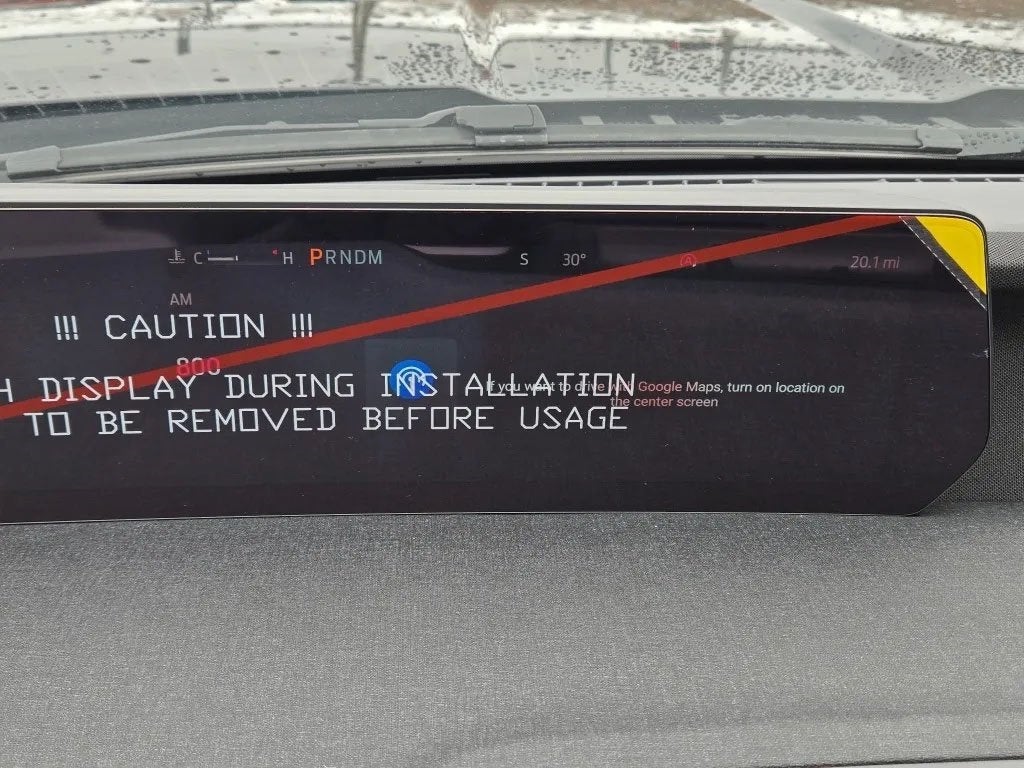 C H PRNDM S 30° A 20.1 mi
AM
!!! CAUTION !!!
800
H DISPLAY DURING INSTALLATION
If you want to drive with Google Maps, turn on location on
the center screen
TO BE REMOVED BEFORE USAGE